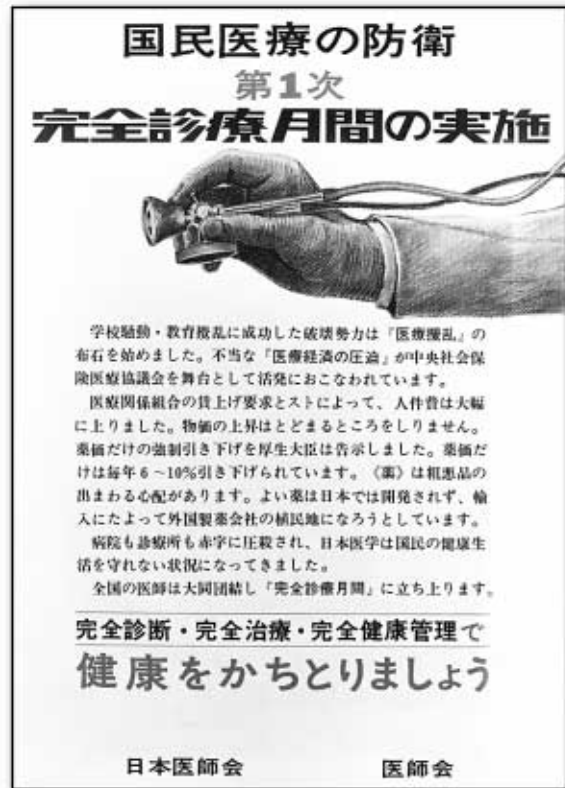 国民医療の防衛
第1次
完全診療月間の実施
学校騒動・教育攪乱に成功した破壊勢力は『医療攪乱』の
布石を始めました。不当な「医療経済の圧迫」が中央社会保
険医療協議会を舞台として活発におこなわれています。
医療関係組合の賃上げ要求とストによって、人件費は大幅
に上りました。物価の上昇はとどまるところをしりません。
薬価だけの強制引き下げを厚生大臣は告示しました。薬価だ
けは毎年6~10%引き下げられています。《薬》は粗悪品の
出まわる心配があります。よい薬は日本では開発されず、輸
入にたよって外国製薬会社の植民地になろうとしています。
病院も診療所も赤字に圧殺され、日本医学は国民の健康生
活を守れない状況になってきました。
全国の医師は大同団結し「完全診療月間」に立ち上ります。
完全診断・完全治療・完全健康管理で
健康をかちとりましょう
日本医師会 医師会